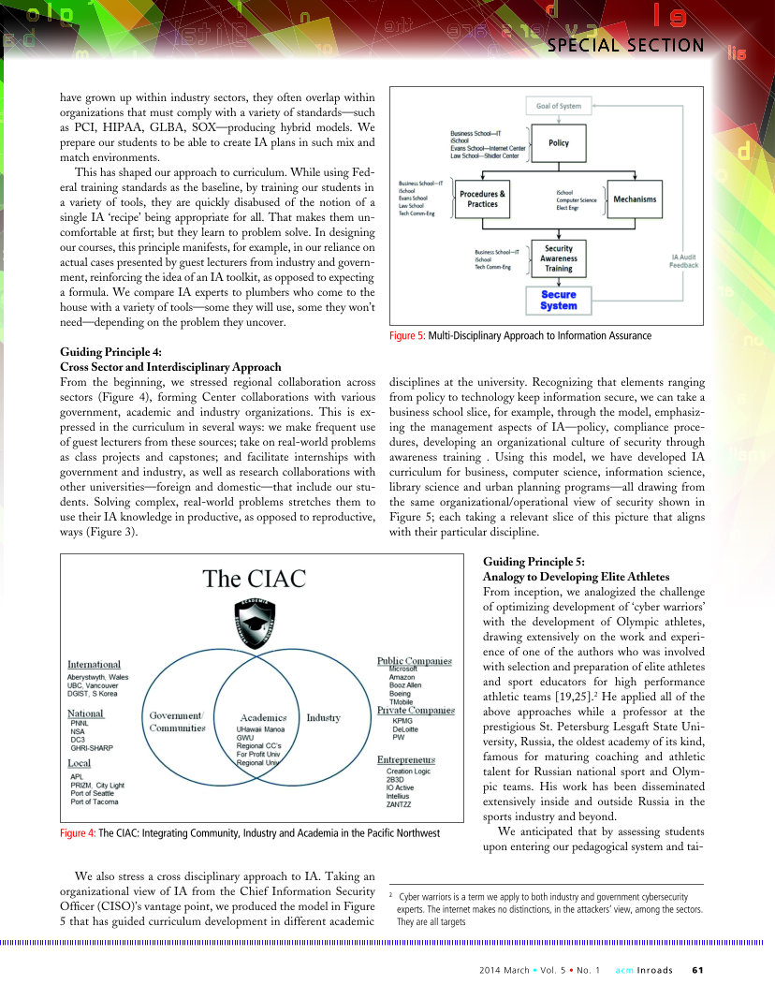 SPECIAL SECTION
have grown up within industry sectors, they often overlap within
organizations that must comply with a variety of standards—such
as PCI, HIPAA, GLBA, SOX—producing hybrid models. We
prepare our students to be able to create IA plans in such mix and
match environments.
This has shaped our approach to curriculum. While using Fed-
eral training standards as the baseline, by training our students in
a variety of tools, they are quickly disabused of the notion of a
single IA ‘recipe’ being appropriate for all. That makes them un-
comfortable at first; but they learn to problem solve. In designing
our courses, this principle manifests, for example, in our reliance on
actual cases presented by guest lecturers from industry and govern-
ment, reinforcing the idea of an IA toolkit, as opposed to expecting
a formula. We compare IA experts to plumbers who come to the
house with a variety of tools—some they will use, some they won’t
need—depending on the problem they uncover.
Guiding Principle 4:
Cross Sector and Interdisciplinary Approach
From the beginning, we stressed regional collaboration across
sectors (Figure 4), forming Center collaborations with various
government, academic and industry organizations. This is ex-
pressed in the curriculum in several ways: we make frequent use
of guest lecturers from these sources; take on real-world problems
as class projects and capstones; and facilitate internships with
government and industry, as well as research collaborations with
other universities—foreign and domestic—that include our stu-
dents. Solving complex, real-world problems stretches them to
use their IA knowledge in productive, as opposed to reproductive,
ways (Figure 3).
Goal of System
Business School—IT
iSchool
Evans School—Internet Center
Law School—Shidler Center
Policy
Business School—IT
iSchool
Evans School
Law School
Tech Comm-Eng
Procedures &
Practices
iSchool
Computer Science
Elect Engr
Mechanisms
Business School—IT
iSchool
Tech Comm-Eng
Security
Awareness
Training
IA Audit
Feedback
Secure
System
Figure 5: Multi-Disciplinary Approach to Information Assurance
disciplines at the university. Recognizing that elements ranging
from policy to technology keep information secure, we can take a
business school slice, for example, through the model, emphasiz-
ing the management aspects of IA—policy, compliance proce-
dures, developing an organizational culture of security through
awareness training . Using this model, we have developed IA
curriculum for business, computer science, information science,
library science and urban planning programs—all drawing from
the same organizational/operational view of security shown in
Figure 5; each taking a relevant slice of this picture that aligns
with their particular discipline.
The CIAC
International
Aberystwyth, Wales
UBC, Vancouver
DGIST, S Korea
National
PNNL
NSA
DC3
GHRI-SHARP
Local
APL
PRIZM, City Light
Port of Seattle
Port of Tacoma
Government/
Communities
Academics
UHawaii Manoa
GWU
Regional CC's
For Profit Univ
Regional Univ
Industry
Public Companies
Microsoft
Amazon
Booz Allen
Boeing
TMobile
Private Companies
KPMG
DeLoitte
PW
Entrepreneurs
Creation Logic
2B3D
IO Active
Intellius
ZANTZZ
Figure 4: The CIAC: Integrating Community, Industry and Academia in the Pacific Northwest
We also stress a cross disciplinary approach to IA. Taking an
organizational view of IA from the Chief Information Security
Officer (CISO)’s vantage point, we produced the model in Figure
5 that has guided curriculum development in different academic
Guiding Principle 5:
Analogy to Developing Elite Athletes
From inception, we analogized the challenge
of optimizing development of ‘cyber warriors’
with the development of Olympic athletes,
drawing extensively on the work and experi-
ence of one of the authors who was involved
with selection and preparation of elite athletes
and sport educators for high performance
athletic teams [19,25].2 He applied all of the
above approaches while a professor at the
prestigious St. Petersburg Lesgaft State Uni-
versity, Russia, the oldest academy of its kind,
famous for maturing coaching and athletic
talent for Russian national sport and Olym-
pic teams. His work has been disseminated
extensively inside and outside Russia in the
sports industry and beyond.
We anticipated that by assessing students
upon entering our pedagogical system and tai-
2 Cyber warriors is a term we apply to both industry and government cybersecurity
experts. The internet makes no distinctions, in the attackers’ view, among the sectors.
They are all targets
2014 March • Vol. 5 • No. 1 acm Inroads 61